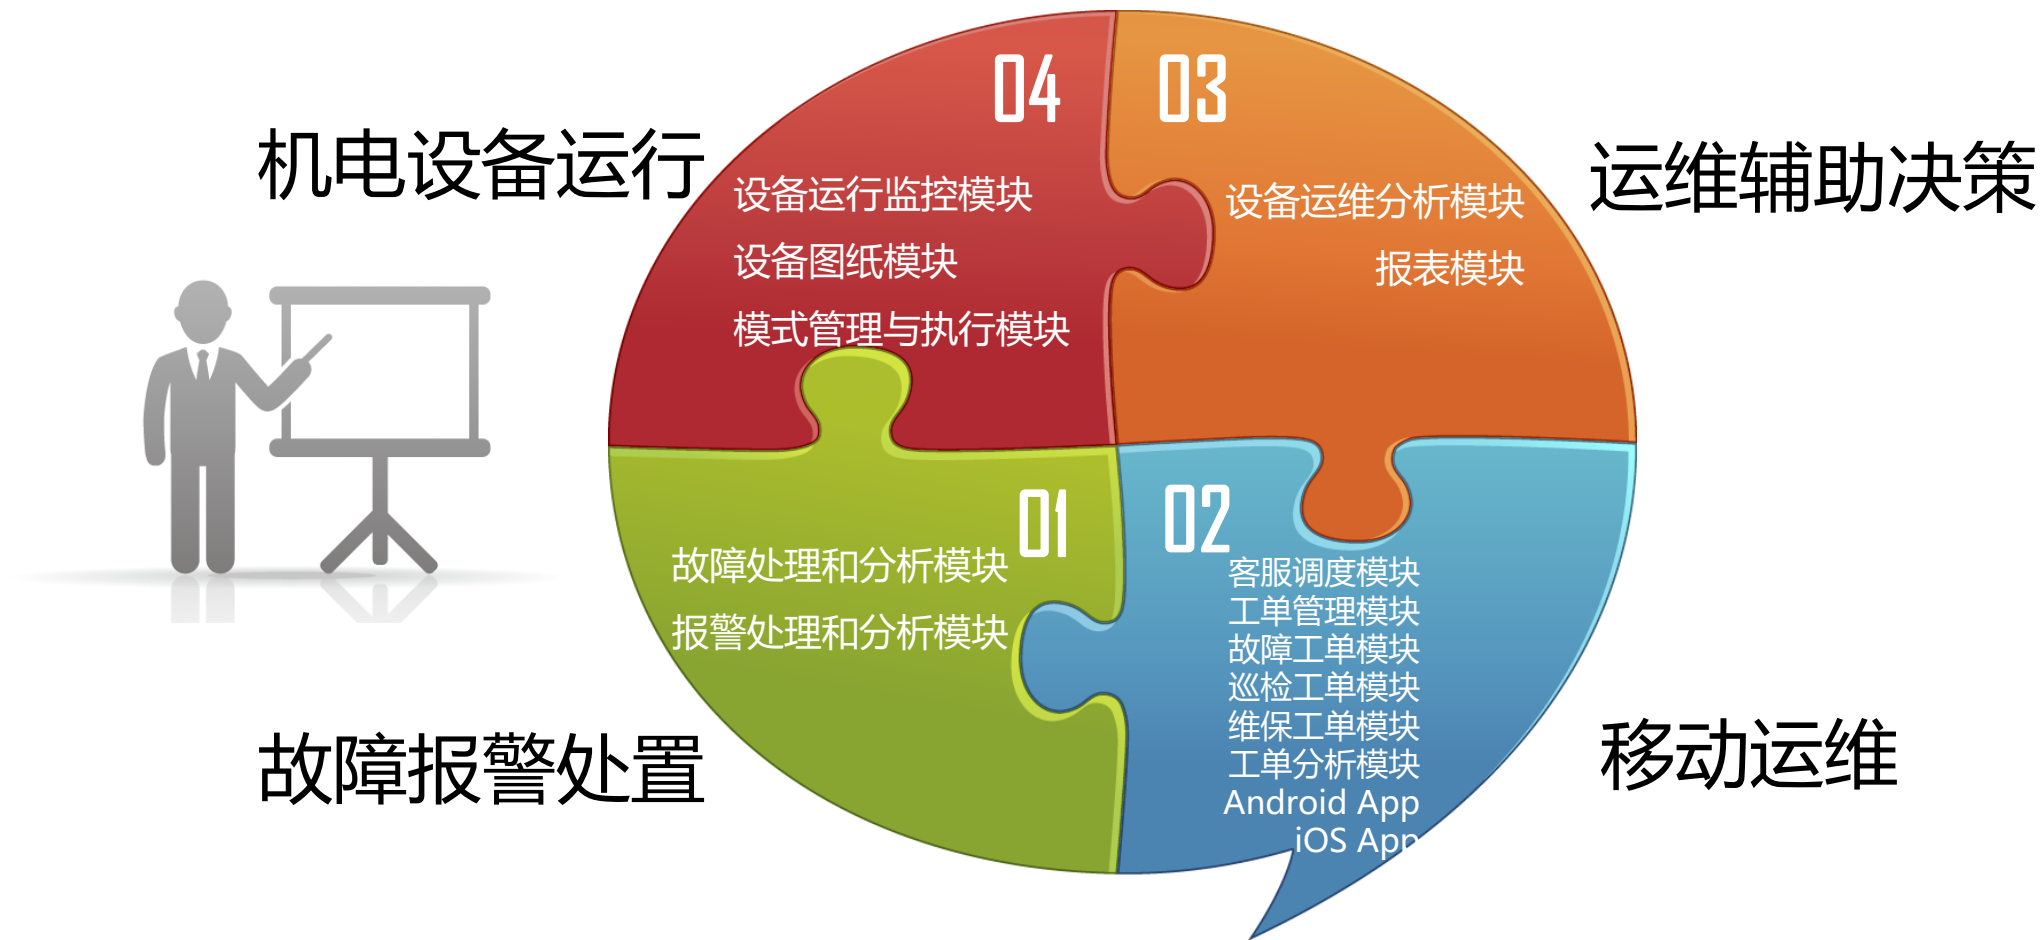 机电设备运行
04
设备运行监控模块
设备图纸模块
模式管理与执行模块
03
设备运维分析模块
报表模块
运维辅助决策
故障报警处置
01
故障处理和分析模块
报警处理和分析模块
02
客服调度模块
工单管理模块
故障工单模块
巡检工单模块
维保工单模块
工单分析模块
Android App
iOS App
移动运维